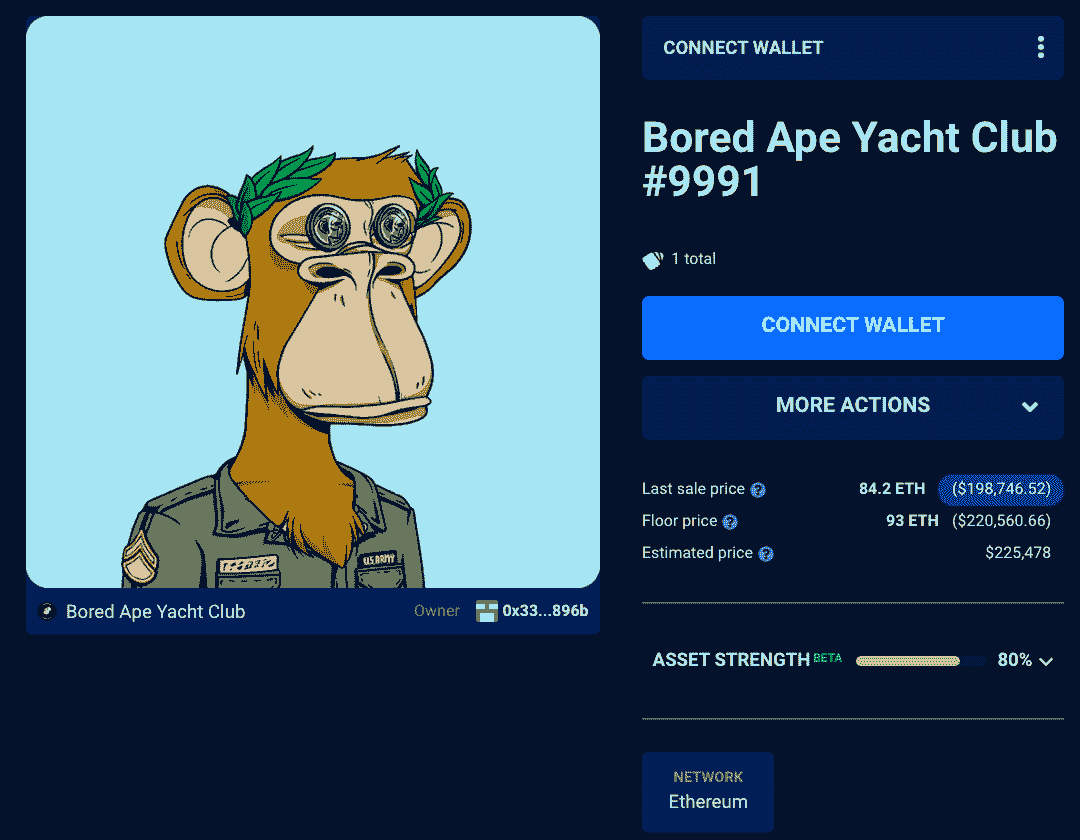 CONNECT WALLET
Bored Ape Yacht Club
#9991
1 total
CONNECT WALLET
MORE ACTIONS
Last sale price ? 84.2 ETH ($198,746.52)
Floor price ? 93 ETH ($220,560.66)
Estimated price ? $225,478
U.S.ARMY
Bored Ape Yacht Club Owner 0x33...896b
ASSET STRENGTH BETA 80%
NETWORK
Ethereum